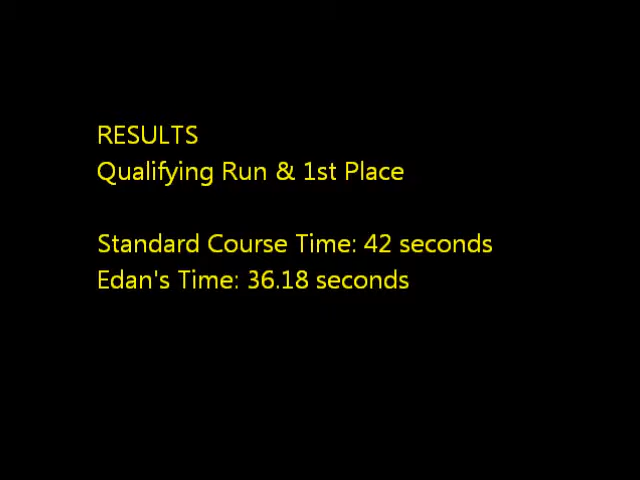 RESULTS
Qualifying Run & 1st Place
Standard Course Time: 42 seconds
Edan's Time: 36.18 seconds